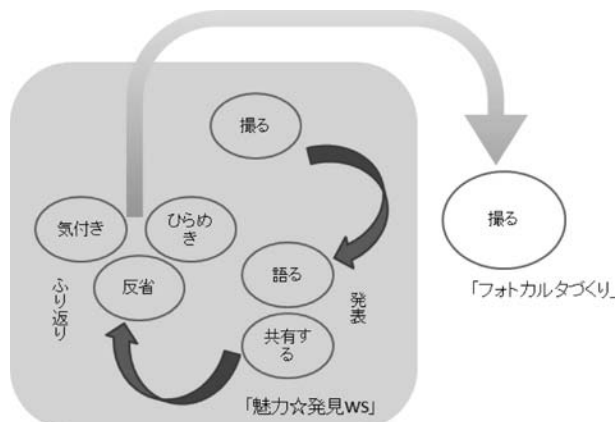 撮る
気付き
ひらめ
き
反省
ふり返り
語る
共有す
る
発表
「魅力☆発見WS」
撮る
「フォトカルタづくり」